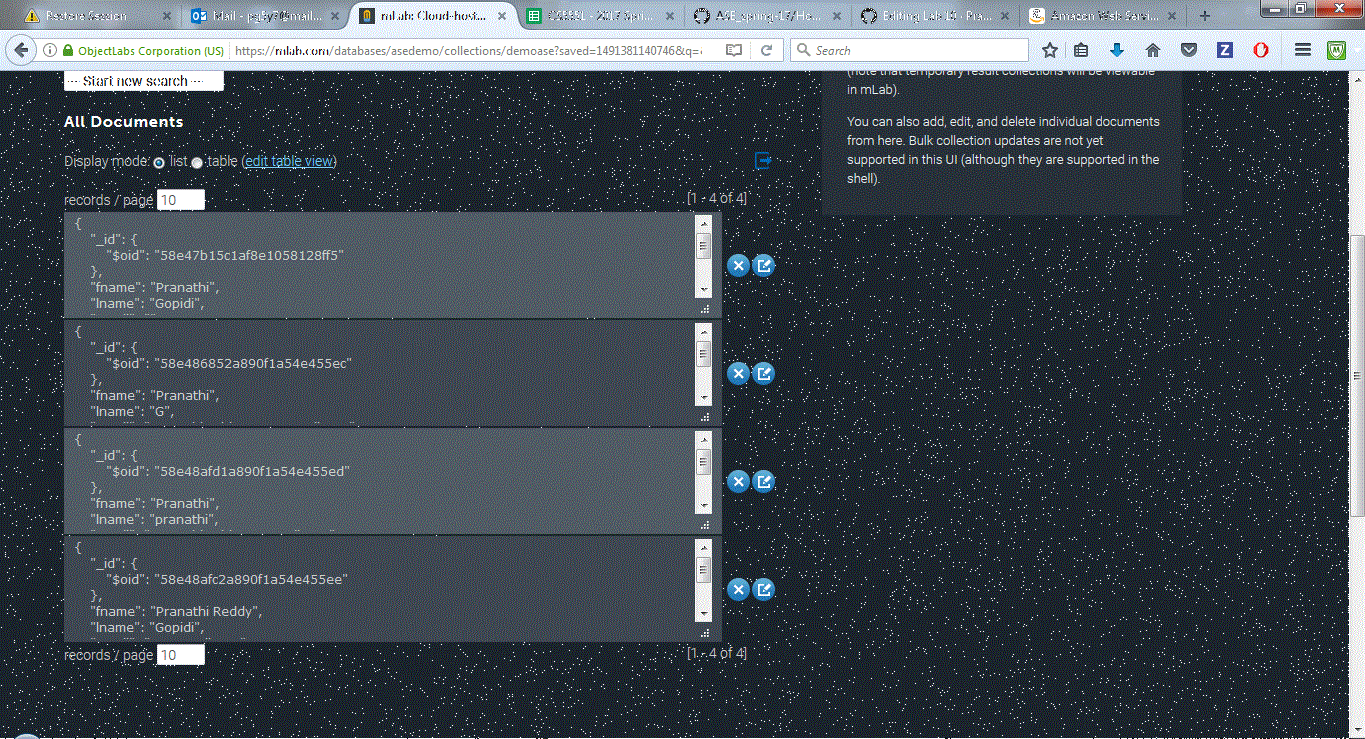 Restore Session
Mail - pg5y3@mail...
mLab: Cloud-host...
CS5551 - 2017 Spri...
ASE_Spring-17/Ho...
Editing Lab 10 · Pra...
Amazon Web Servi...
ObjectLabs Corporation (US)
https://mlab.com/databases/asedemo/collections/demoase?saved=1491381140746&q=
Search
--- Start new search ---
(note that temporary result collections will be viewable
in mLab).
You can also add, edit, and delete individual documents
from here. Bulk collection updates are not yet
supported in this UI (although they are supported in the
shell).
All Documents
Display mode: list table (edit table view)
records / page 10 [1 - 4 of 4]
{
"_id": {
"$oid": "58e47b15c1af8e1058128ff5"
},
"fname": "Pranathi",
"lname": "Gopidi",
{
"_id": {
"$oid": "58e486852a890f1a54e455ec"
},
"fname": "Pranathi",
"lname": "G",
{
"_id": {
"$oid": "58e48afd1a890f1a54e455ed"
},
"fname": "Pranathi",
"lname": "pranathi",
{
"_id": {
"$oid": "58e48afc2a890f1a54e455ee"
},
"fname": "Pranathi Reddy",
"lname": "Gopidi",
records / page 10 [1 - 4 of 4]